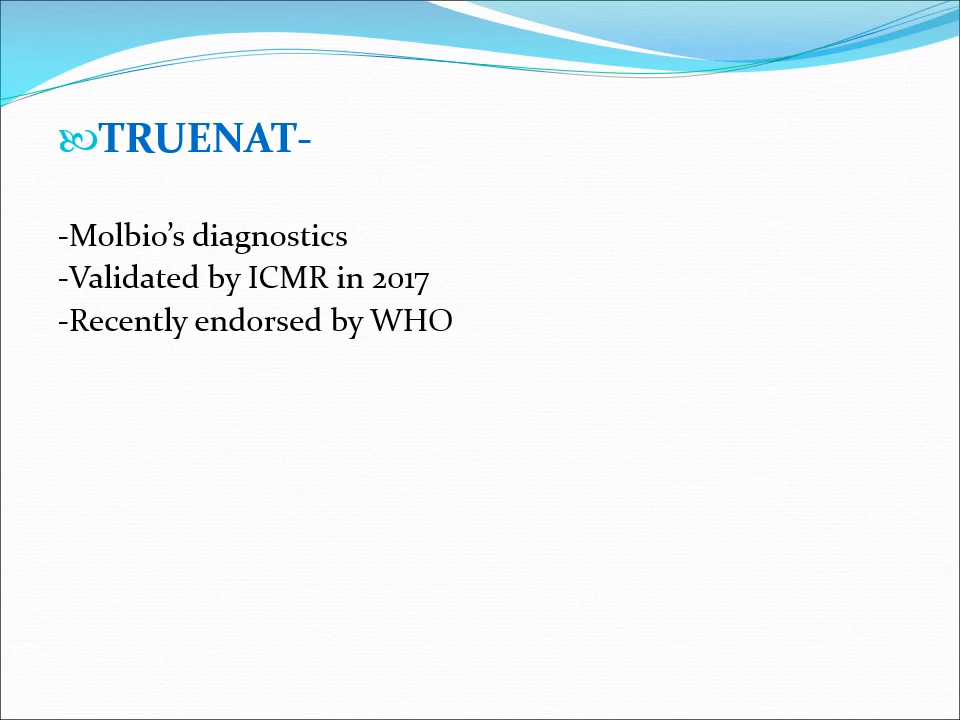 TRUENAT-
-Molbio’s diagnostics
-Validated by ICMR in 2017
-Recently endorsed by WHO